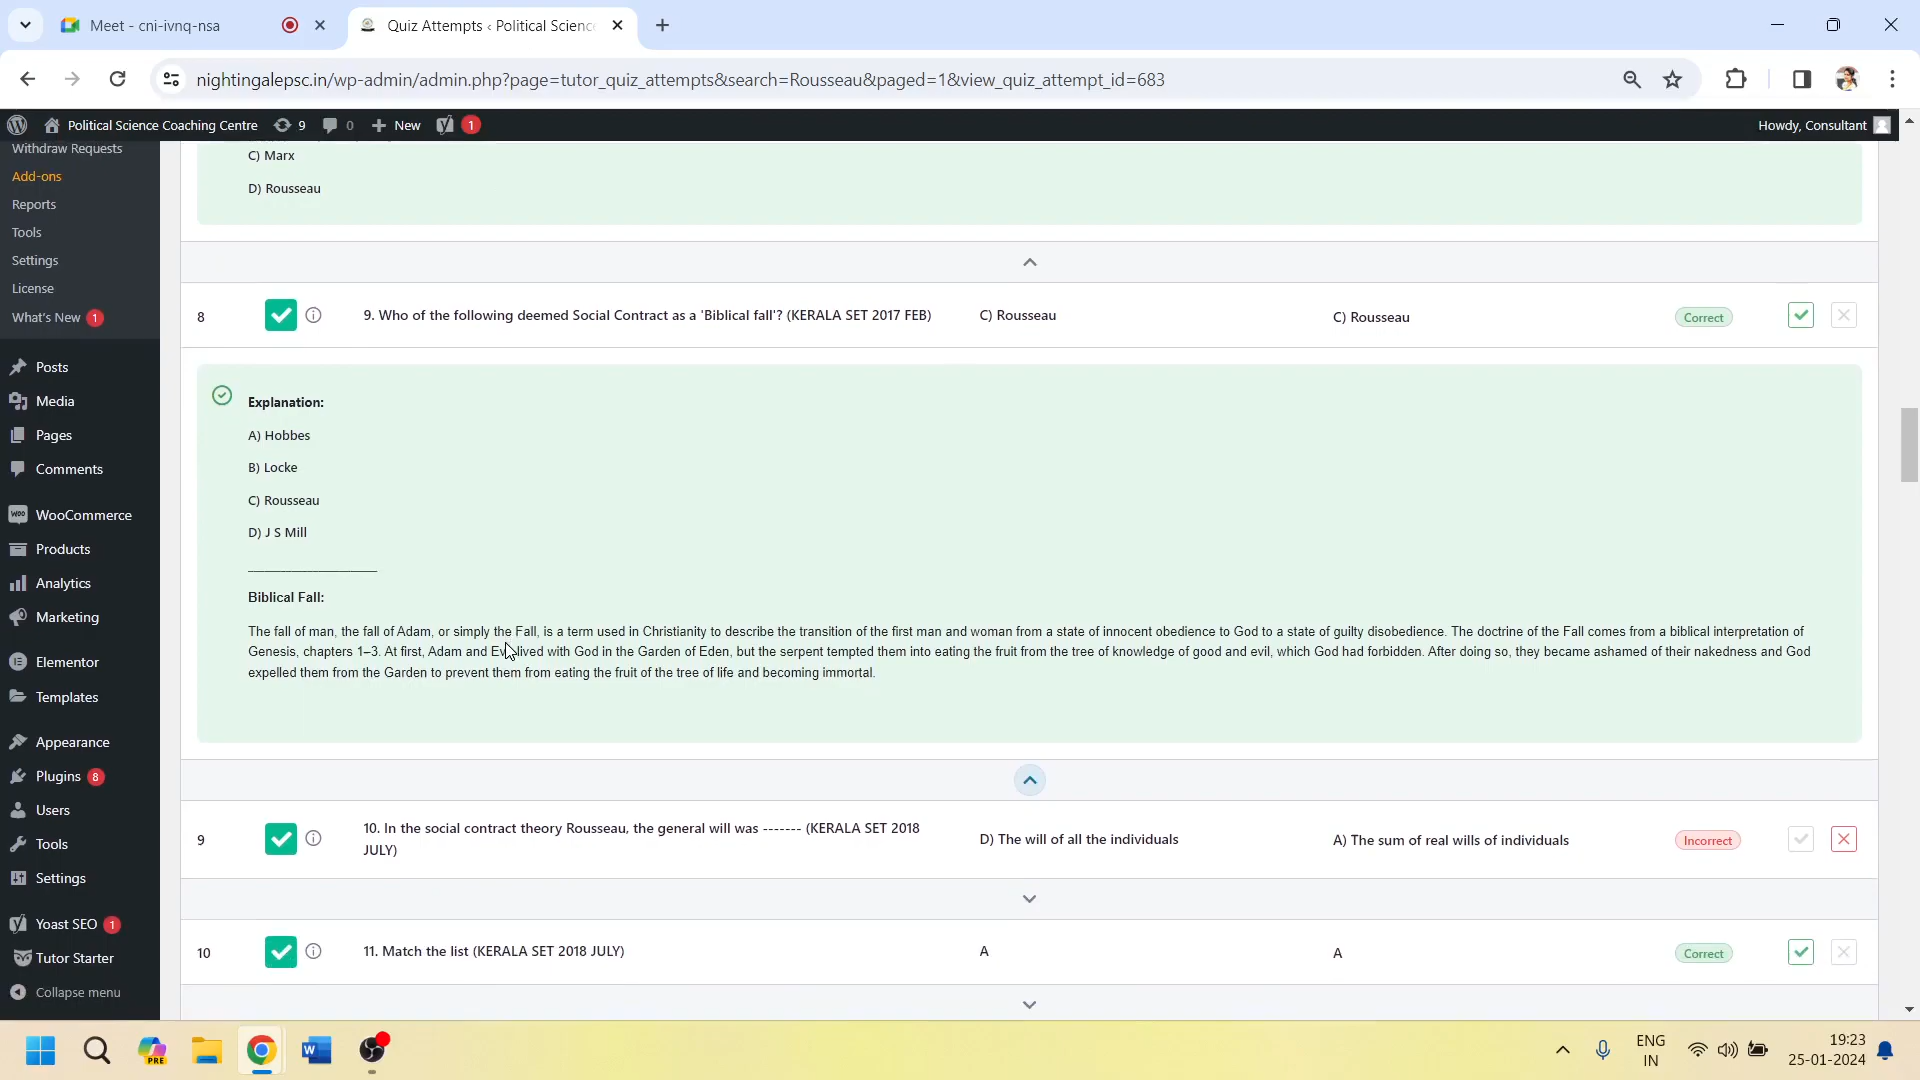 Meet - cni-ivnq-nsa
Quiz Attempts ‹ Political Science
nightingalepsc.in/wp-admin/admin.php?page=tutor_quiz_attempts&search=Rousseau&paged=1&view_quiz_attempt_id=683
Political Science Coaching Centre 9 0 New 1 Howdy, Consultant
Withdraw Requests
Add-ons
Reports
Tools
Settings
License
What's New 1
Posts
Media
Pages
Comments
WooCommerce
Products
Analytics
Marketing
Elementor
Templates
Appearance
Plugins 8
Users
Tools
Settings
Yoast SEO 1
Tutor Starter
Collapse menu
C) Marx
D) Rousseau
8 9. Who of the following deemed Social Contract as a 'Biblical fall'? (KERALA SET 2017 FEB) C) Rousseau C) Rousseau Correct
Explanation:
A) Hobbes
B) Locke
C) Rousseau
D) J S Mill
____________________
Biblical Fall:
The fall of man, the fall of Adam, or simply the Fall, is a term used in Christianity to describe the transition of the first man and woman from a state of innocent obedience to God to a state of guilty disobedience. The doctrine of the Fall comes from a biblical interpretation of
Genesis, chapters 1–3. At first, Adam and Eve lived with God in the Garden of Eden, but the serpent tempted them into eating the fruit from the tree of knowledge of good and evil, which God had forbidden. After doing so, they became ashamed of their nakedness and God
expelled them from the Garden to prevent them from eating the fruit of the tree of life and becoming immortal.
9 10. In the social contract theory Rousseau, the general will was ------- (KERALA SET 2018 D) The will of all the individuals A) The sum of real wills of individuals Incorrect
JULY)
10 11. Match the list (KERALA SET 2018 JULY) A A Correct
PRE
ENG
IN
19:23
25-01-2024